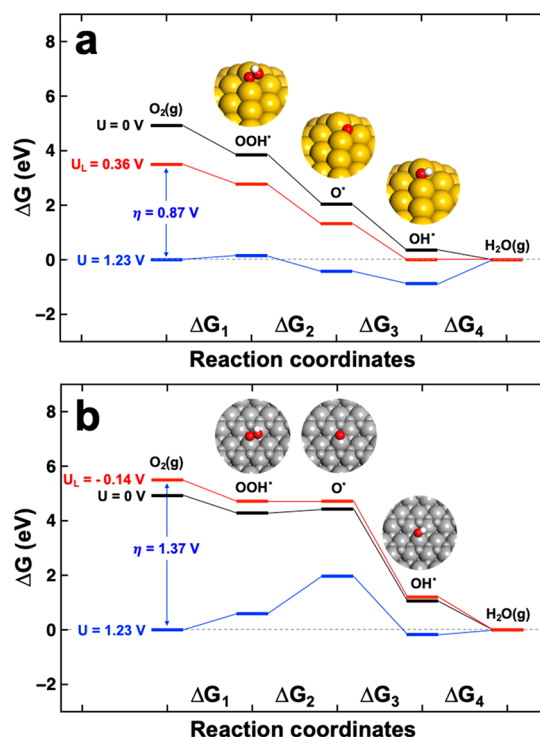 a
8
6
4
2
0
−2
ΔG (eV)
O₂(g)
U = 0 V
U_L = 0.36 V
η = 0.87 V
U = 1.23 V
OOH*
O*
OH*
H₂O(g)
ΔG₁ ΔG₂ ΔG₃ ΔG₄
Reaction coordinates
b
8
6
4
2
0
−2
ΔG (eV)
O₂(g)
U_L = - 0.14 V
U = 0 V
η = 1.37 V
U = 1.23 V
OOH*
O*
OH*
H₂O(g)
ΔG₁ ΔG₂ ΔG₃ ΔG₄
Reaction coordinates